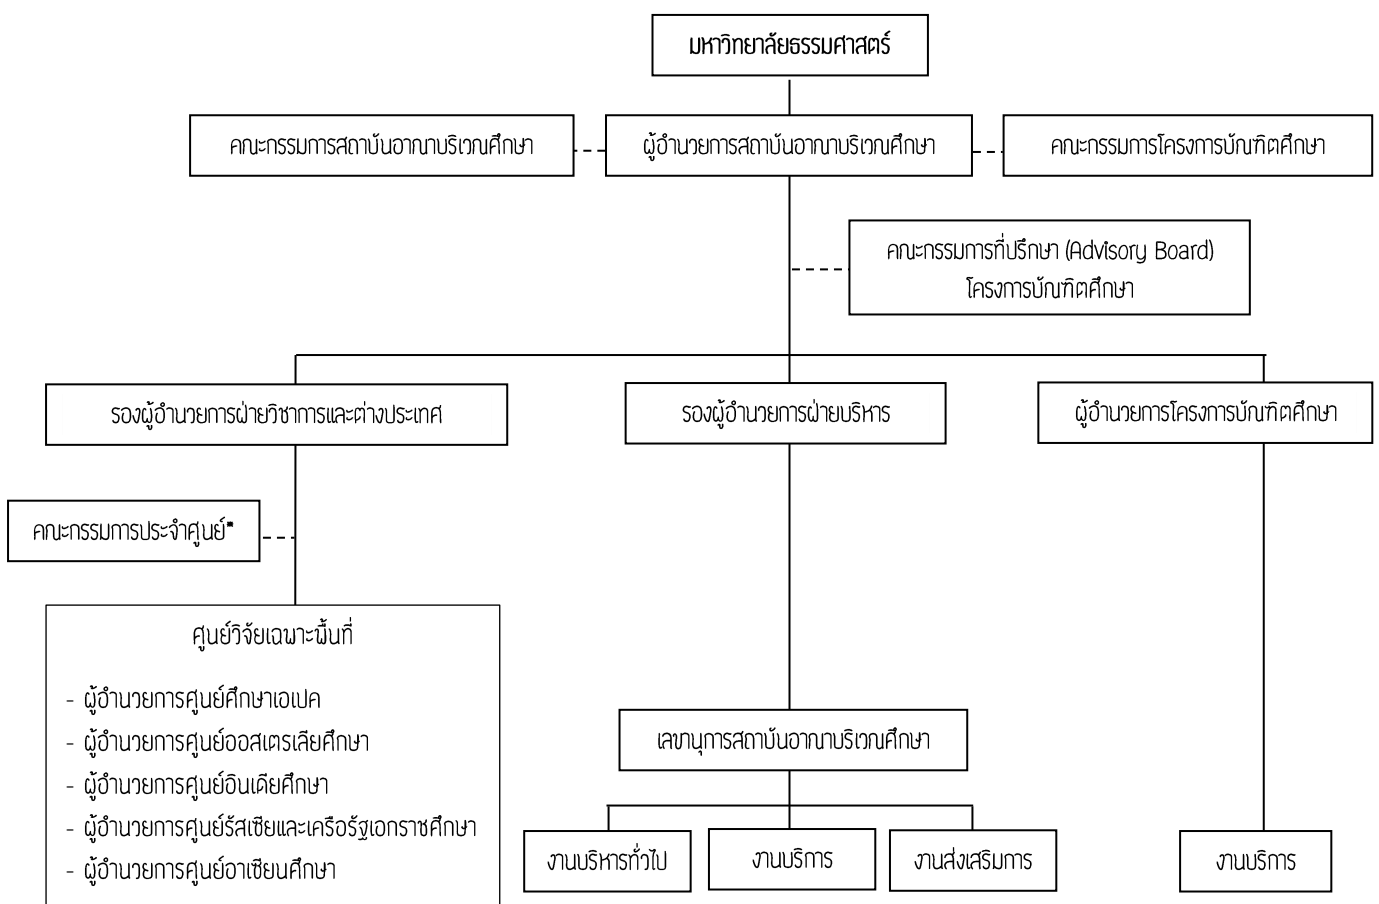 มหาวิทยาลัยธรรมศาสตร์
คณะกรรมการสถาบันอาณาบริเวณศึกษา
ผู้อำนวยการสถาบันอาณาบริเวณศึกษา
คณะกรรมการโครงการบัณฑิตศึกษา
คณะกรรมการที่ปรึกษา (Advisory Board)
โครงการบัณฑิตศึกษา
รองผู้อำนวยการฝ่ายวิชาการและต่างประเทศ
รองผู้อำนวยการฝ่ายบริหาร
ผู้อำนวยการโครงการบัณฑิตศึกษา
คณะกรรมการประจำศูนย์*
ศูนย์วิจัยเฉพาะพื้นที่
- ผู้อำนวยการศูนย์ศึกษาเอเปค
- ผู้อำนวยการศูนย์ออสเตรเลียศึกษา
- ผู้อำนวยการศูนย์อินเดียศึกษา
- ผู้อำนวยการศูนย์รัสเซียและเครือรัฐเอกราชศึกษา
- ผู้อำนวยการศูนย์อาเซียนศึกษา
เลขานุการสถาบันอาณาบริเวณศึกษา
งานบริหารทั่วไป
งานบริการ
งานส่งเสริมการ
งานบริการ